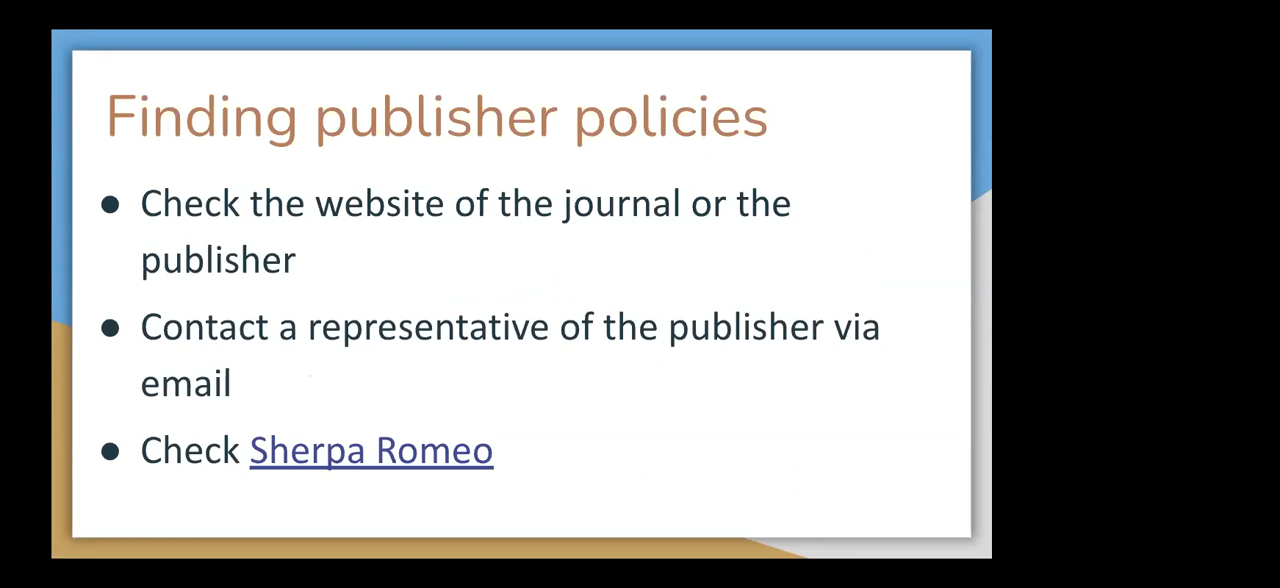 Finding publisher policies
● Check the website of the journal or the
publisher
● Contact a representative of the publisher via
email
● Check Sherpa Romeo